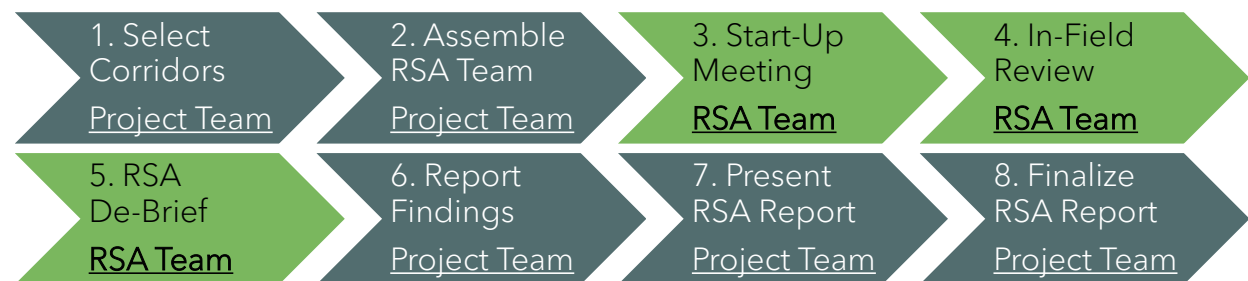 1. Select
Corridors
Project Team
2. Assemble
RSA Team
Project Team
3. Start-Up
Meeting
RSA Team
4. In-Field
Review
RSA Team
5. RSA
De-Brief
RSA Team
6. Report
Findings
Project Team
7. Present
RSA Report
Project Team
8. Finalize
RSA Report
Project Team